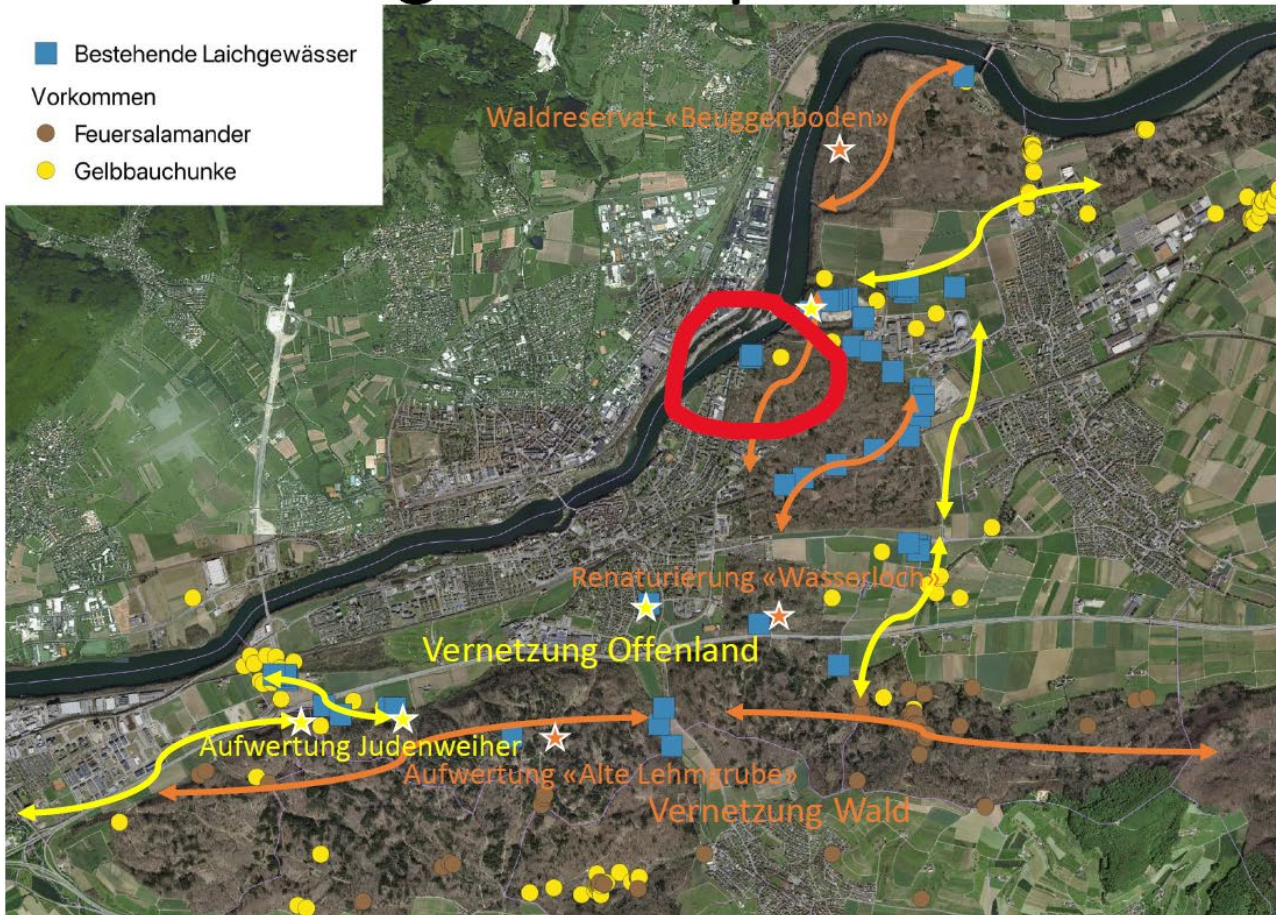 Bestehende Laichgewässer
Vorkommen
Feuersalamander
Gelbbauchunke
Waldreservat «Beuggenboden»
Renaturierung «Wasserloch»
Vernetzung Offenland
Aufwertung Judenweiher
Aufwertung «Alte Lehmgrube»
Vernetzung Wald